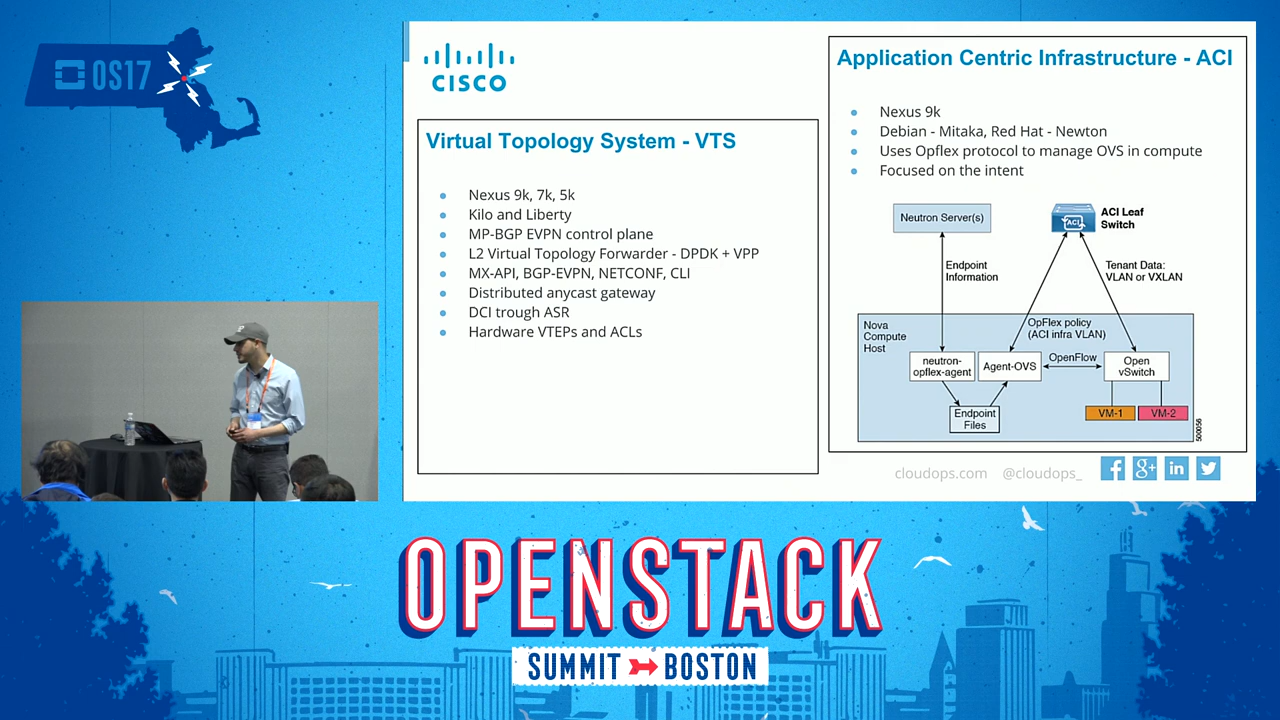 OS17
CISCO
Virtual Topology System - VTS
Nexus 9k, 7k, 5k
Kilo and Liberty
MP-BGP EVPN control plane
L2 Virtual Topology Forwarder - DPDK + VPP
MX-API, BGP-EVPN, NETCONF, CLI
Distributed anycast gateway
DCI trough ASR
Hardware VTEPs and ACLs
Application Centric Infrastructure - ACI
Nexus 9k
Debian - Mitaka, Red Hat - Newton
Uses Opflex protocol to manage OVS in compute
Focused on the intent
Neutron Server(s)
ACI
ACI Leaf
Switch
Endpoint
Information
Tenant Data:
VLAN or VXLAN
Nova
Compute
Host
OpFlex policy
(ACI infra VLAN)
neutron-
opflex-agent
Agent-OVS
OpenFlow
Open
vSwitch
Endpoint
Files
VM-1
VM-2
500056
cloudops.com @cloudops_
OPENSTACK
SUMMIT BOSTON